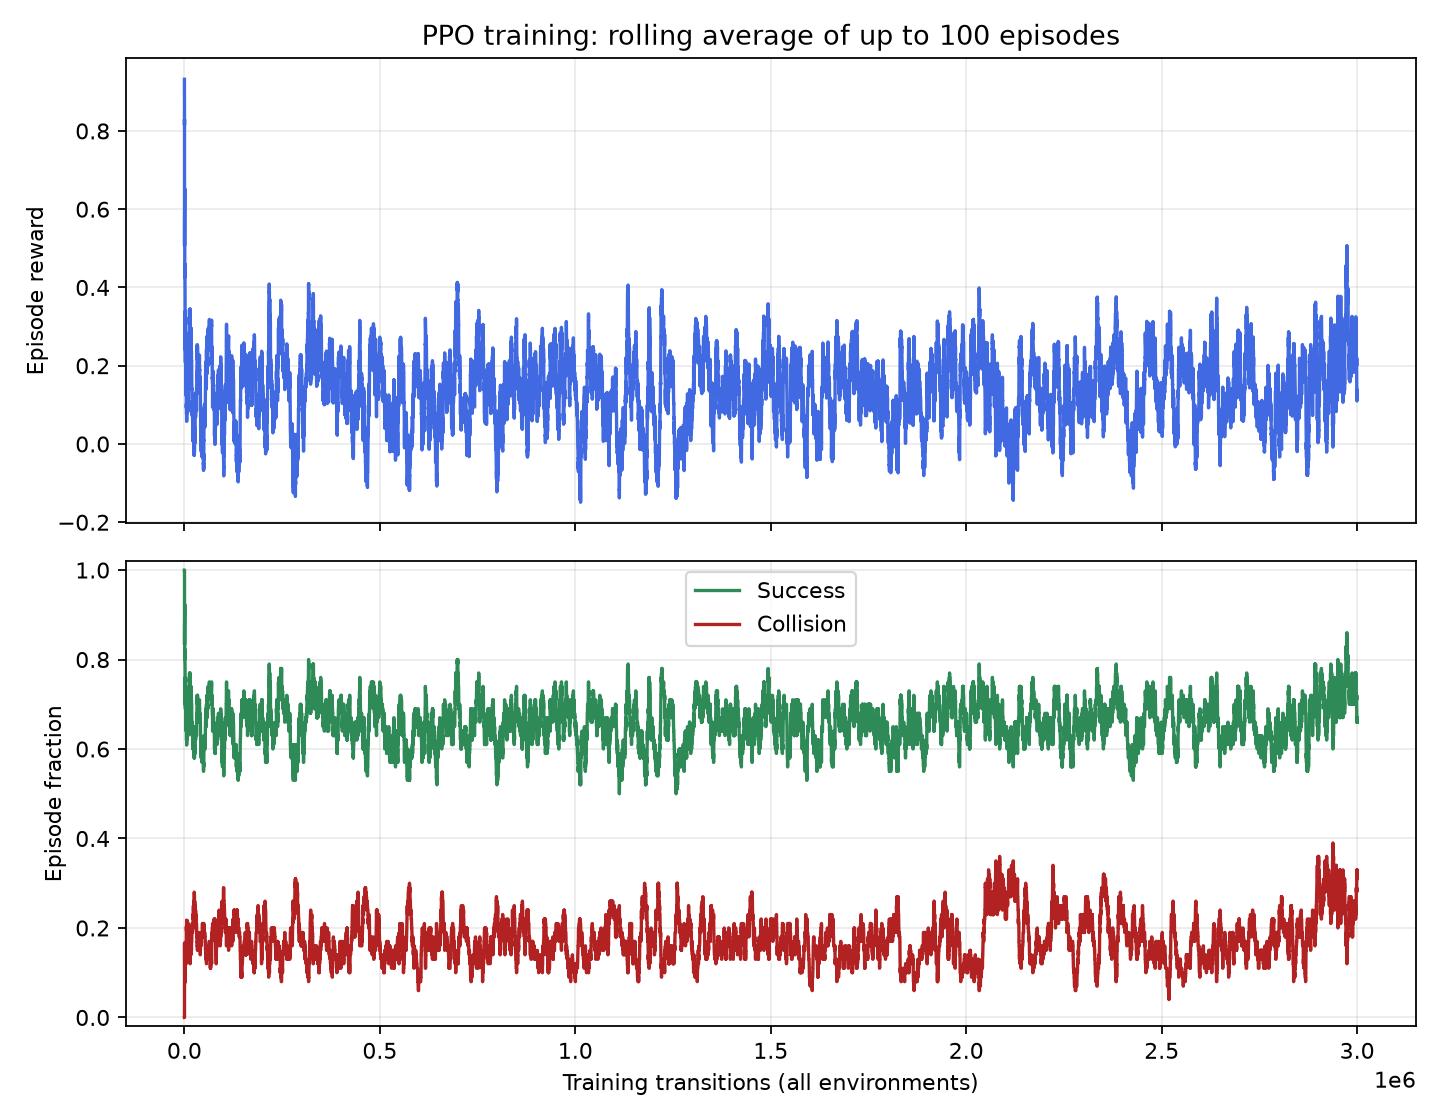 PPO training: rolling average of up to 100 episodes
0.8
0.6
0.4
0.2
0.0
−0.2
Episode reward
Success
Collision
1.0
0.8
0.6
0.4
0.2
0.0
Episode fraction
0.0 0.5 1.0 1.5 2.0 2.5 3.0
1e6
Training transitions (all environments)